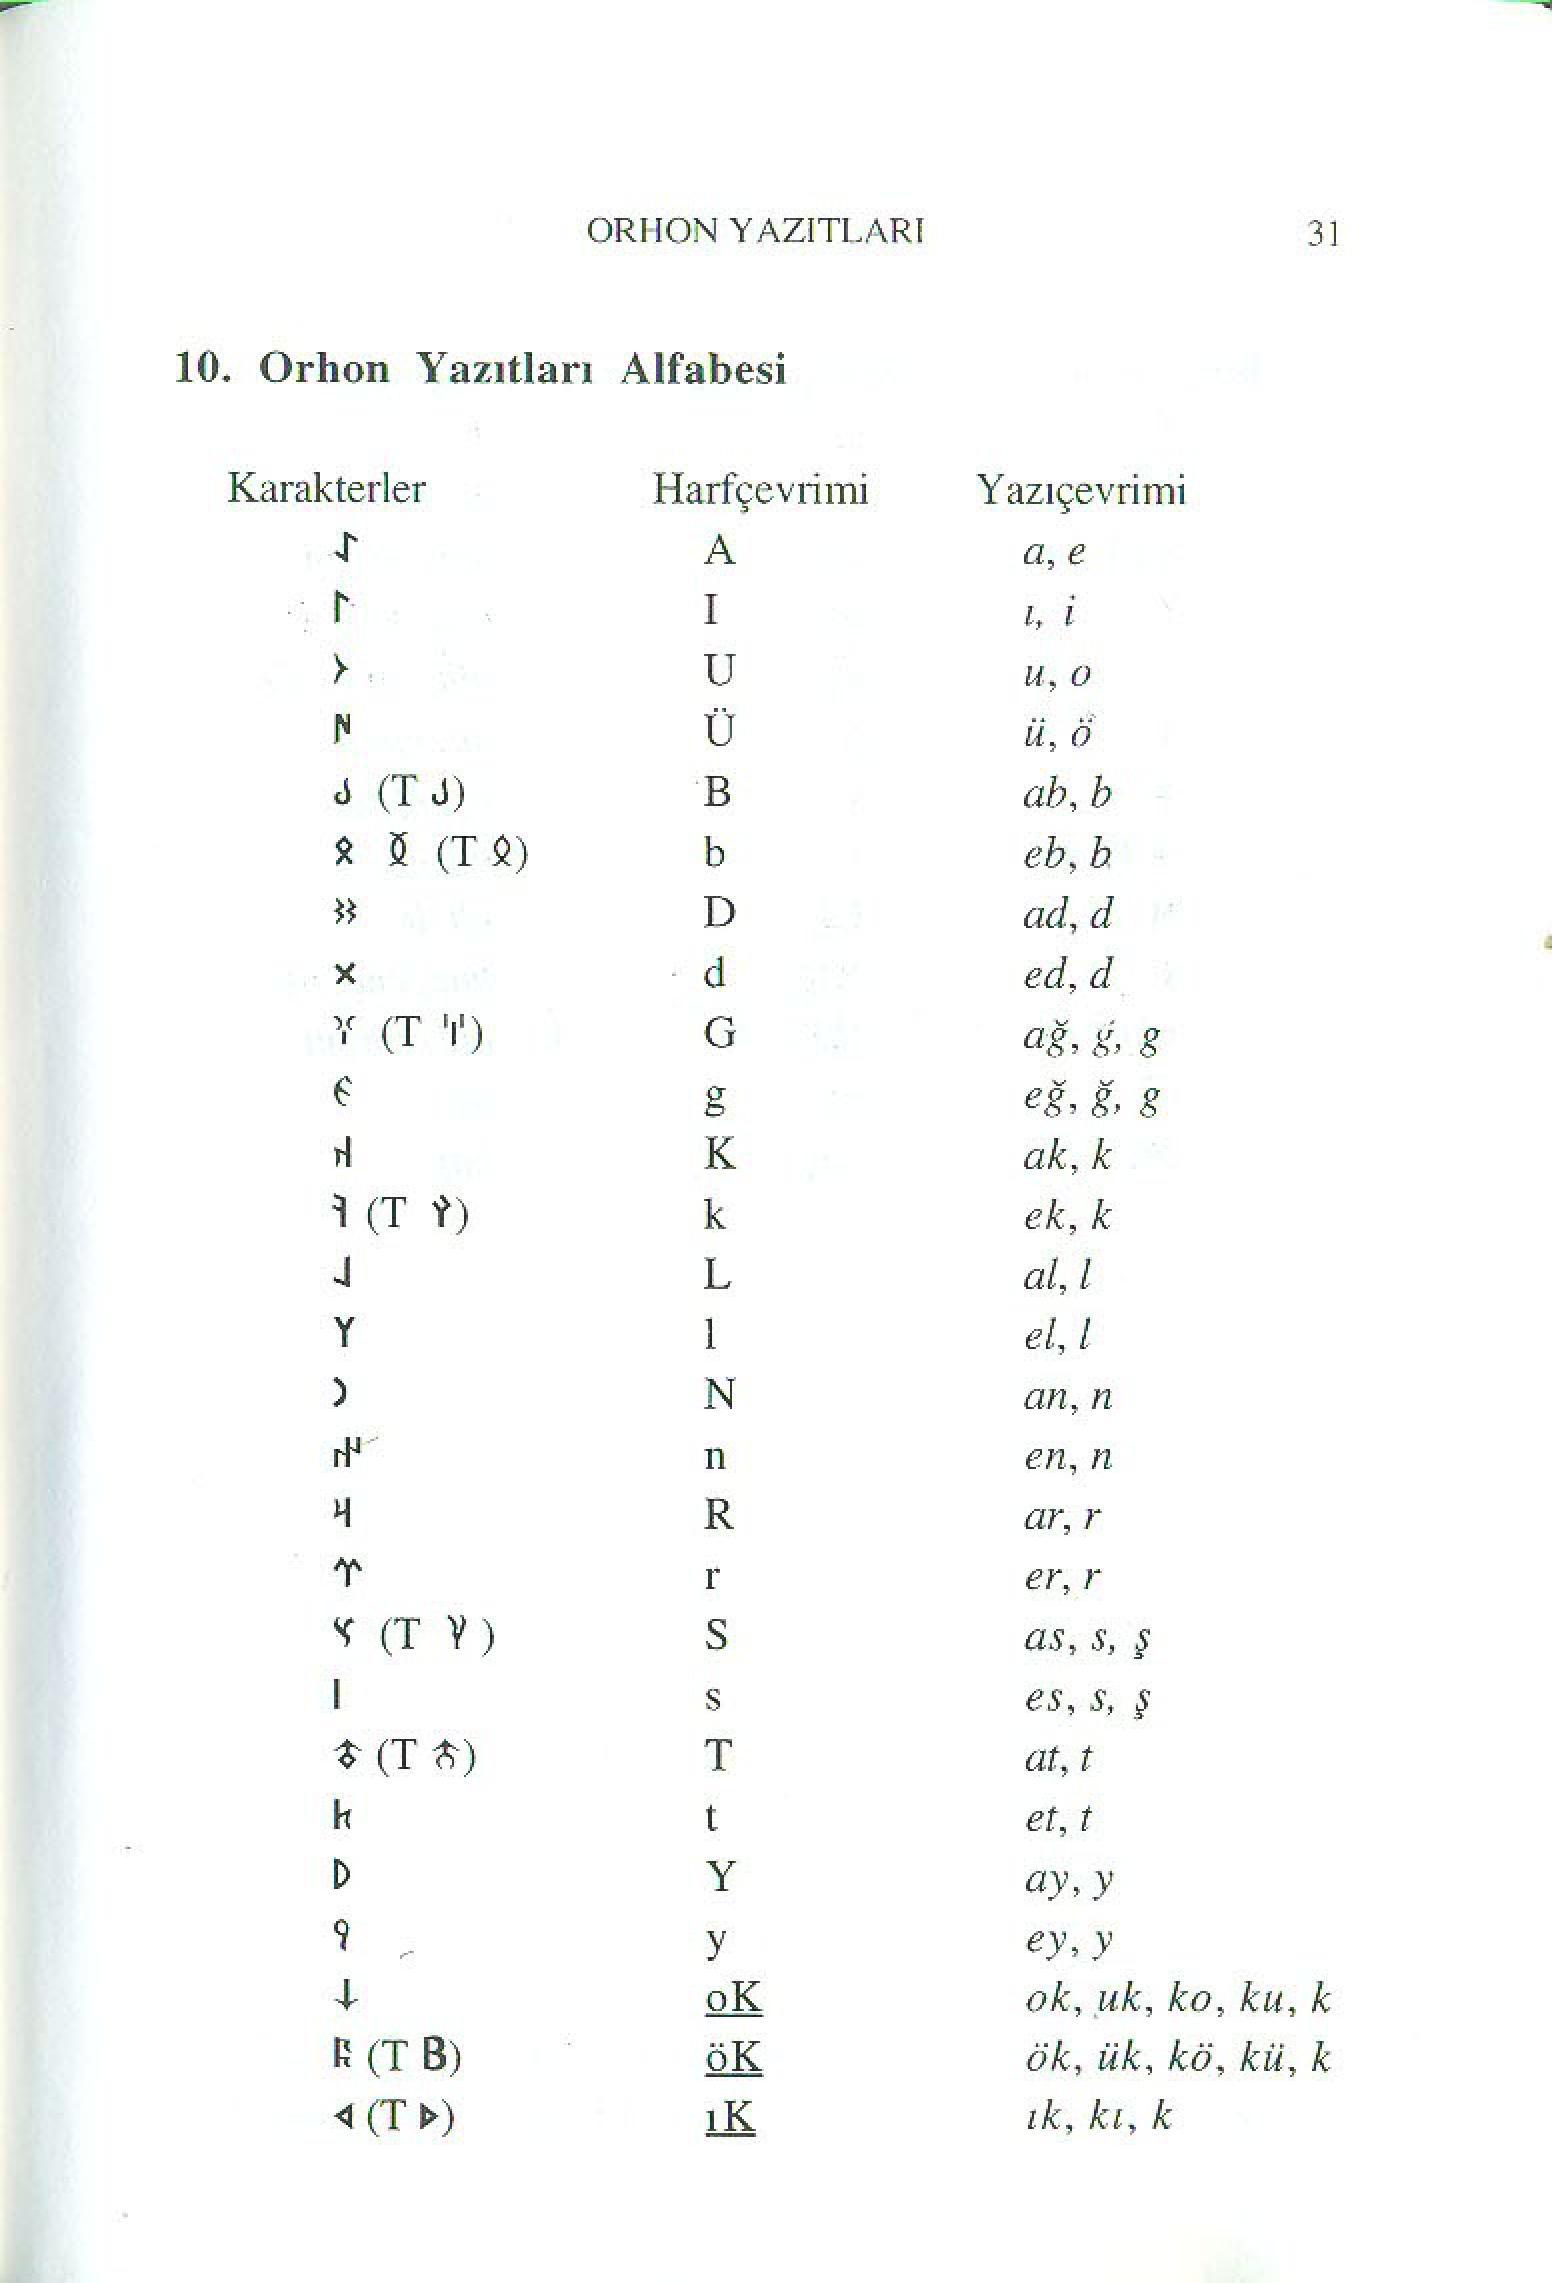 ORHON YAZITLARI 31
10. Orhon Yazıtları Alfabesi
Karakterler Harfçevrimi Yazıçevrimi
𐰀 A a, e
𐰃 I ı, i
𐰆 U u, o
𐰇 Ü ü, ö
𐰉 (T) B ab, b
𐰋 (T) b eb, b
𐰑 D ad, d
𐰓 d ed, d
𐰍 (T) G ağ, ġ, g
𐰏 g eğ, ğ, g
𐰴 K ak, k
𐰚 (T) k ek, k
𐰞 L al, l
𐰠 l el, l
𐰣 N an, n
𐰤 n en, n
𐰺 R ar, r
𐰼 r er, r
𐰽 (T) S as, s, ş
𐰾 s es, s, ş
𐱃 (T) T at, t
𐱅 t et, t
𐰖 Y ay, y
𐰘 y ey, y
𐰸 oK ok, uk, ko, ku, k
𐰜 (T) öK ök, ük, kö, kü, k
𐰶 (T) ıK ık, kı, k